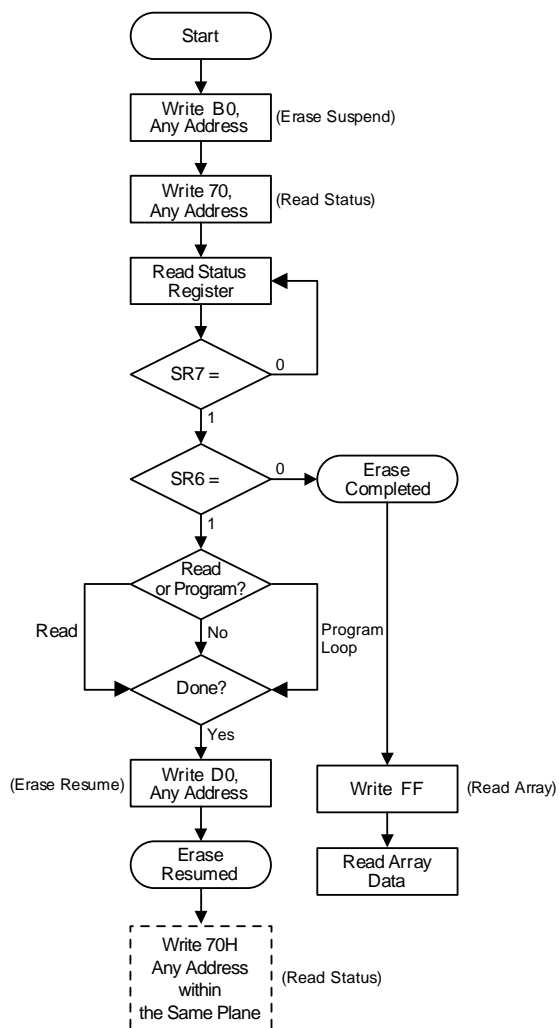 Start
Write B0,
Any Address
(Erase Suspend)
Write 70,
Any Address
(Read Status)
Read Status
Register
SR7 =
0
1
SR6 =
0
Erase
Completed
1
Read
or Program?
Read
No
Program
Loop
Done?
Yes
(Erase Resume)
Write D0,
Any Address
Write FF
(Read Array)
Erase
Resumed
Read Array
Data
Write 70H
Any Address
within
the Same Plane
(Read Status)